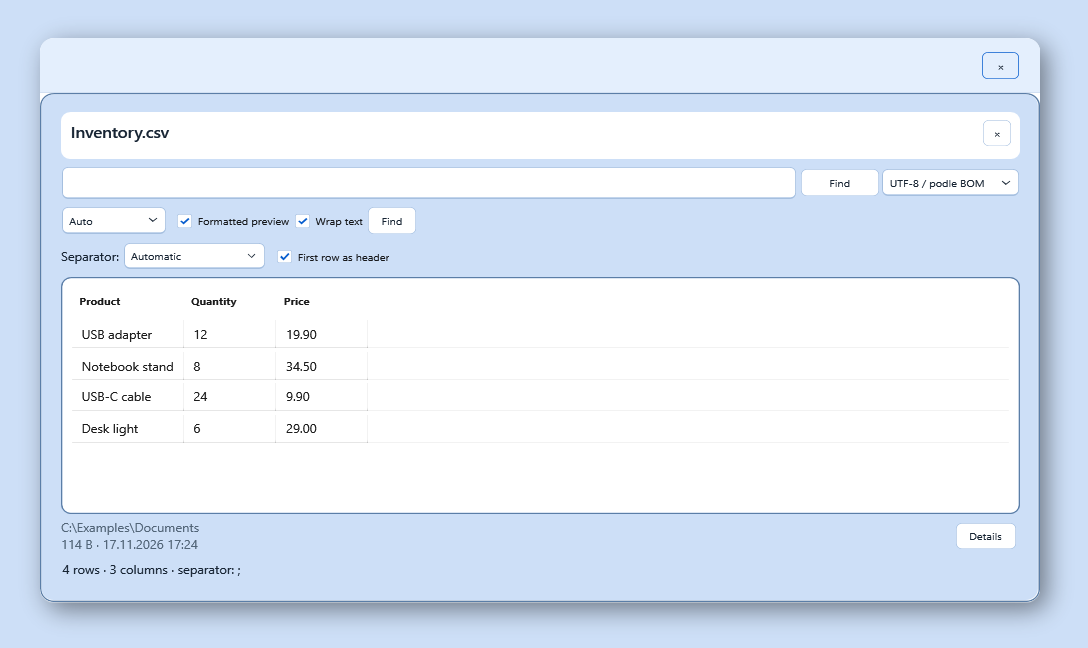 ×
Inventory.csv
×
Find
UTF-8 / podle BOM
Auto
Formatted preview
Wrap text
Find
Separator:
Automatic
First row as header
Product Quantity Price
USB adapter 12 19.90
Notebook stand 8 34.50
USB-C cable 24 9.90
Desk light 6 29.00
C:\Examples\Documents
114 B · 17.11.2026 17:24
Details
4 rows · 3 columns · separator: ;